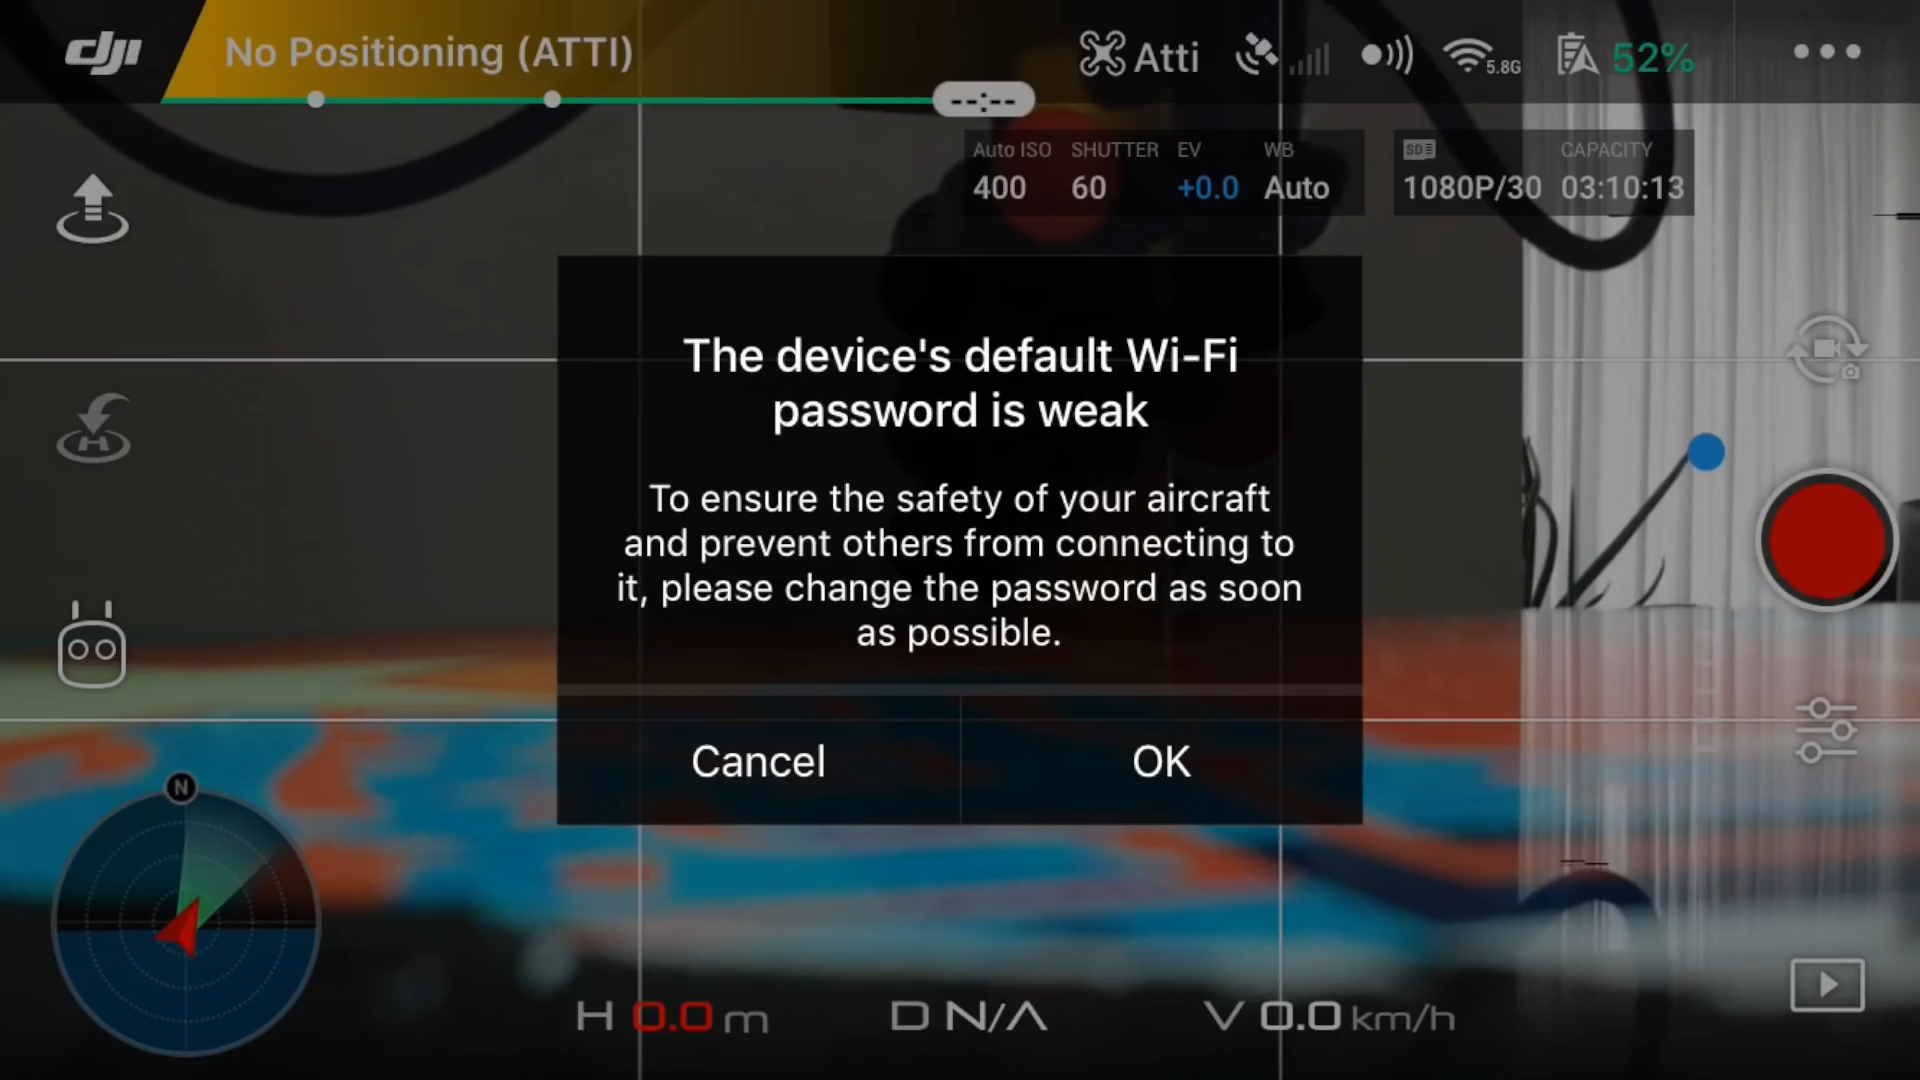 dji No Positioning (ATTI) Atti 5.8G 52%
--:--
Auto ISO SHUTTER EV WB SD CAPACITY
400 60 +0.0 Auto 1080P/30 03:10:13
The device's default Wi-Fi
password is weak
To ensure the safety of your aircraft
and prevent others from connecting to
it, please change the password as soon
as possible.
Cancel OK
H
N
H 0.0 m D N/A V 0.0 km/h